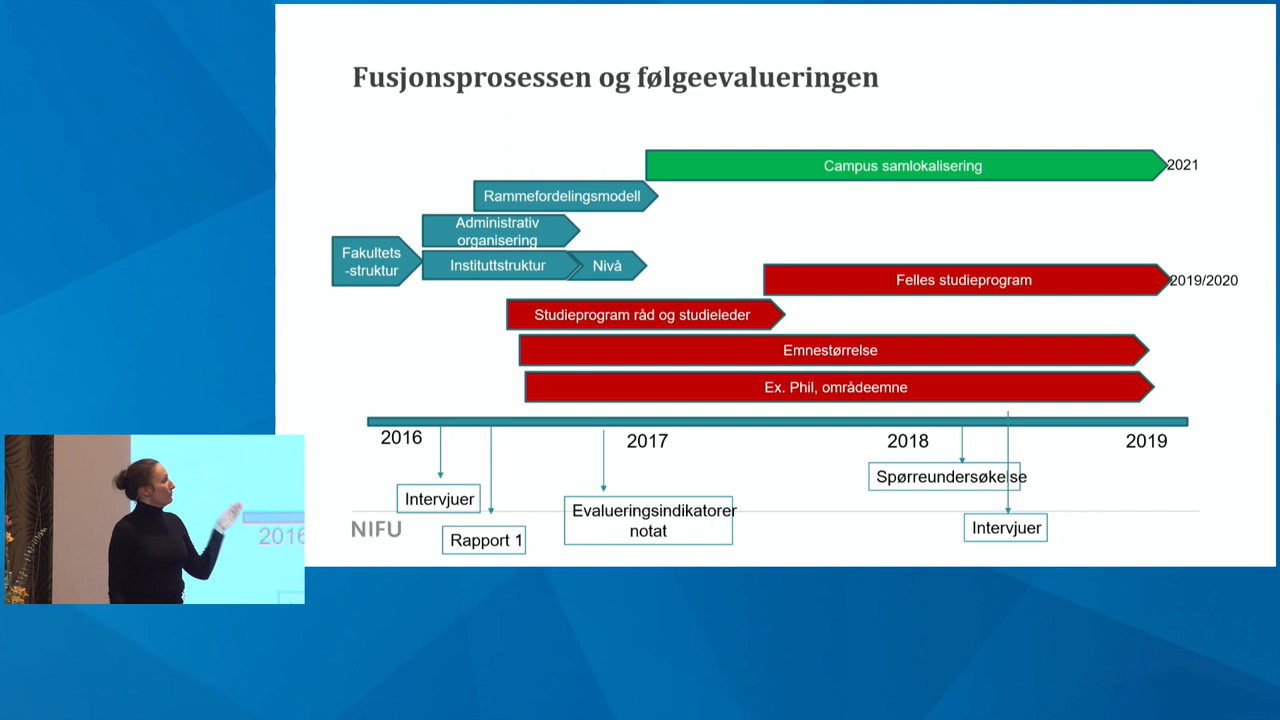 Fusjonsprosessen og følgeevalueringen
Campus samlokalisering
2021
Rammefordelingsmodell
Administrativ
organisering
Fakultets
-struktur
Instituttstruktur
Nivå
Felles studieprogram
2019/2020
Studieprogram råd og studieleder
Emnestørrelse
Ex. Phil, områdeemne
2016
2017
2018
2019
Intervjuer
Rapport 1
Evalueringsindikatorer
notat
Spørreundersøkelse
Intervjuer
NIFU
2016